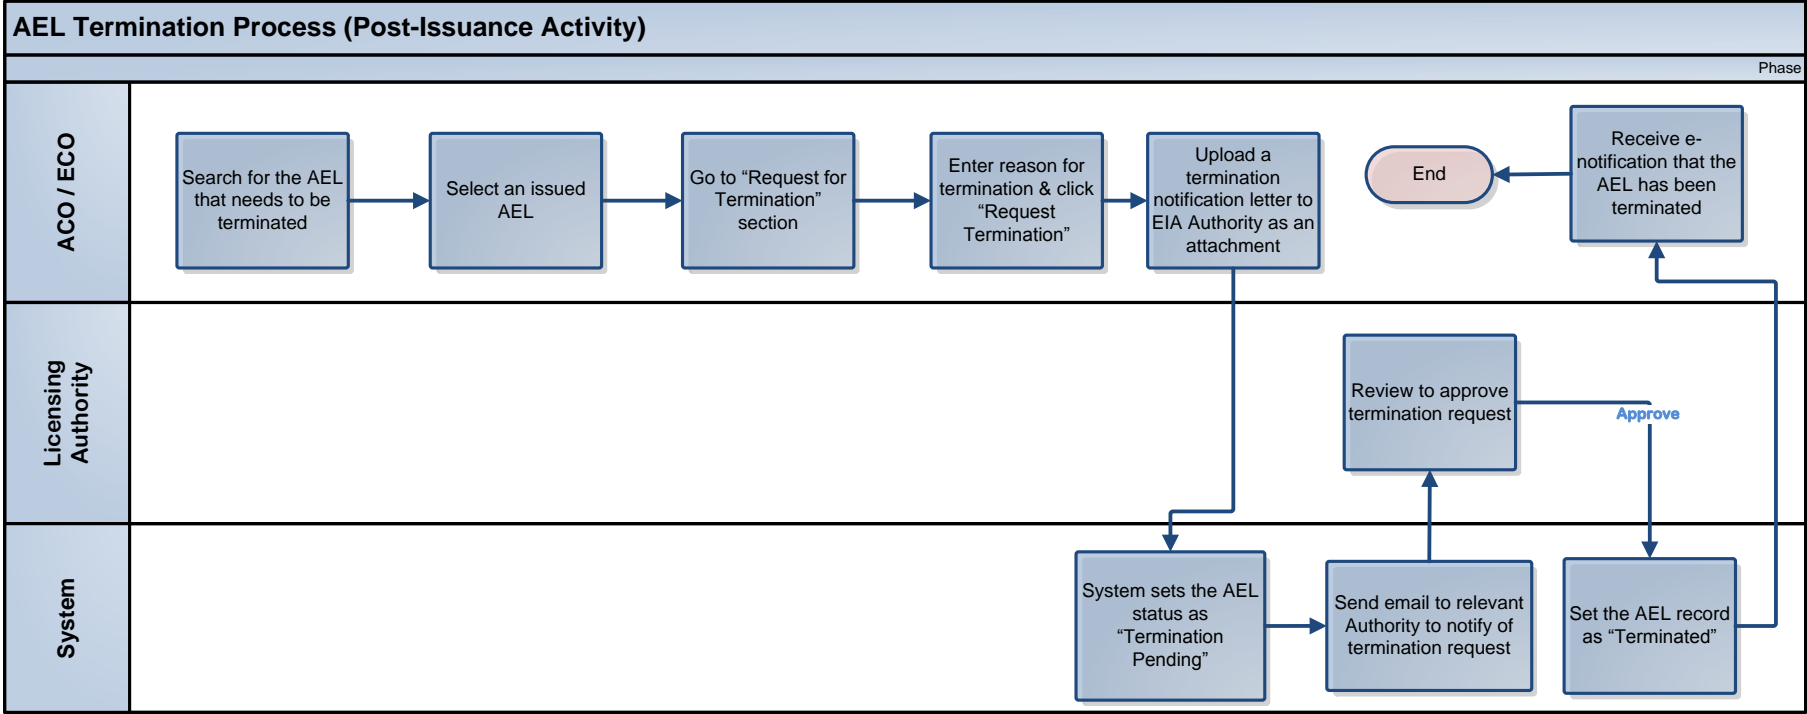 AEL Termination Process (Post-Issuance Activity)
Phase
ACO / ECO
Search for the AEL
that needs to be
terminated
Select an issued
AEL
Go to “Request for
Termination”
section
Enter reason for
termination & click
“Request
Termination”
Upload a
termination
notification letter to
EIA Authority as an
attachment
End
Receive e-
notification that the
AEL has been
terminated
Licensing
Authority
Review to approve
termination request
Approve
System
System sets the AEL
status as
“Termination
Pending”
Send email to relevant
Authority to notify of
termination request
Set the AEL record
as “Terminated”